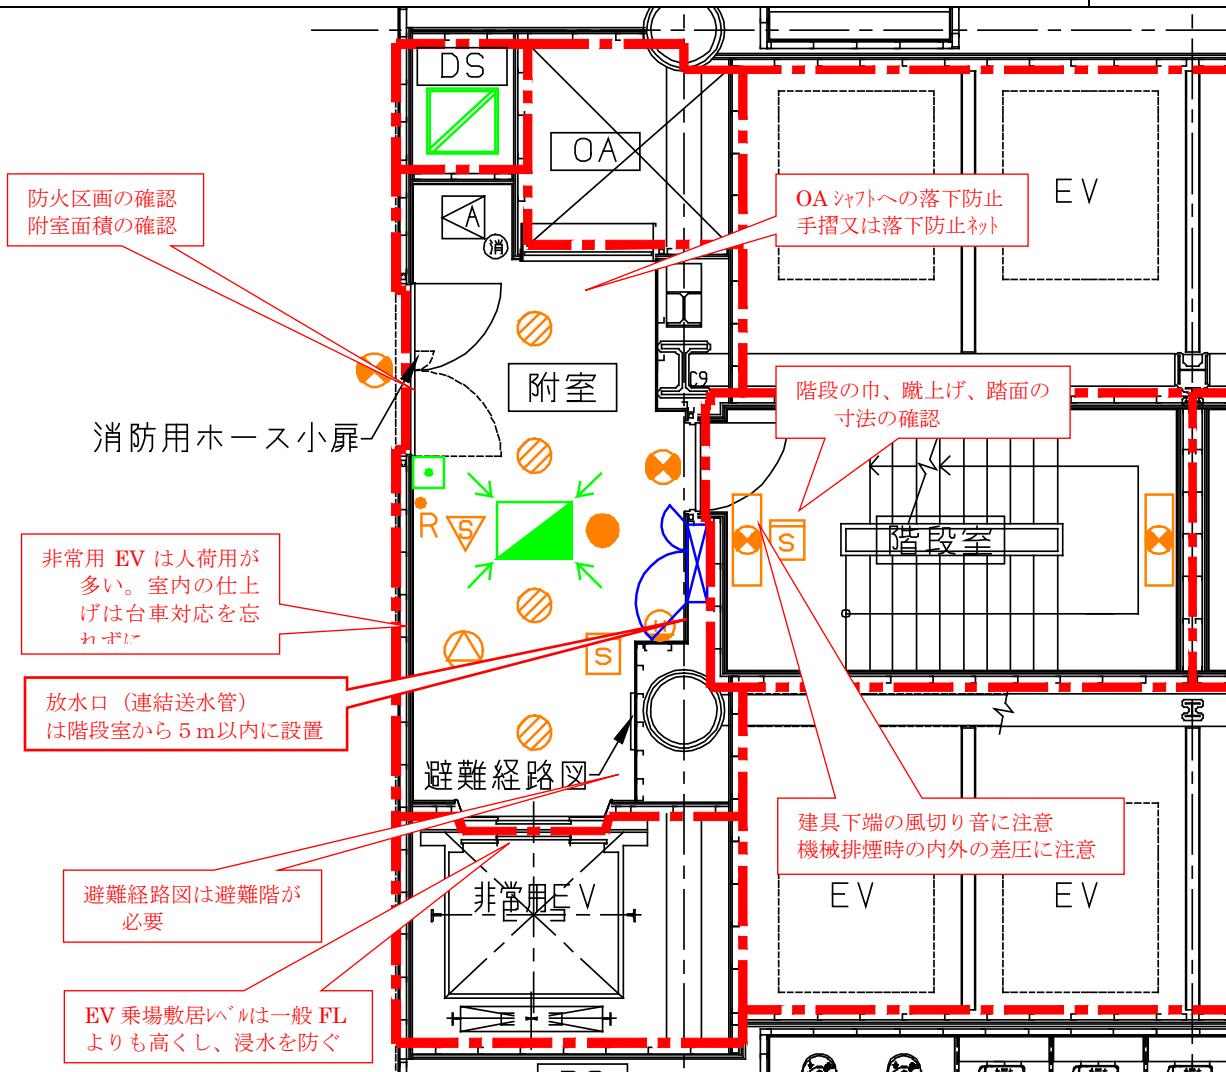 DS
OA
EV
防火区画の確認
附室面積の確認
OA ｼｬﾌﾄへの落下防止
手摺又は落下防止ﾈｯﾄ
A
消
附室
C9
階段の巾、蹴上げ、踏面の
寸法の確認
消防用ホース小扉
R
S
S
階段室
非常用 EV は人荷用が
多い。室内の仕上
げは台車対応を忘
れずに
H
S
放水口（連結送水管）
は階段室から５ｍ以内に設置
避難経路図
建具下端の風切り音に注意
機械排煙時の内外の差圧に注意
避難経路図は避難階が
必要
非常用EV
EV
EV
EV 乗場敷居ﾚﾍﾞﾙは一般 FL
よりも高くし、浸水を防ぐ